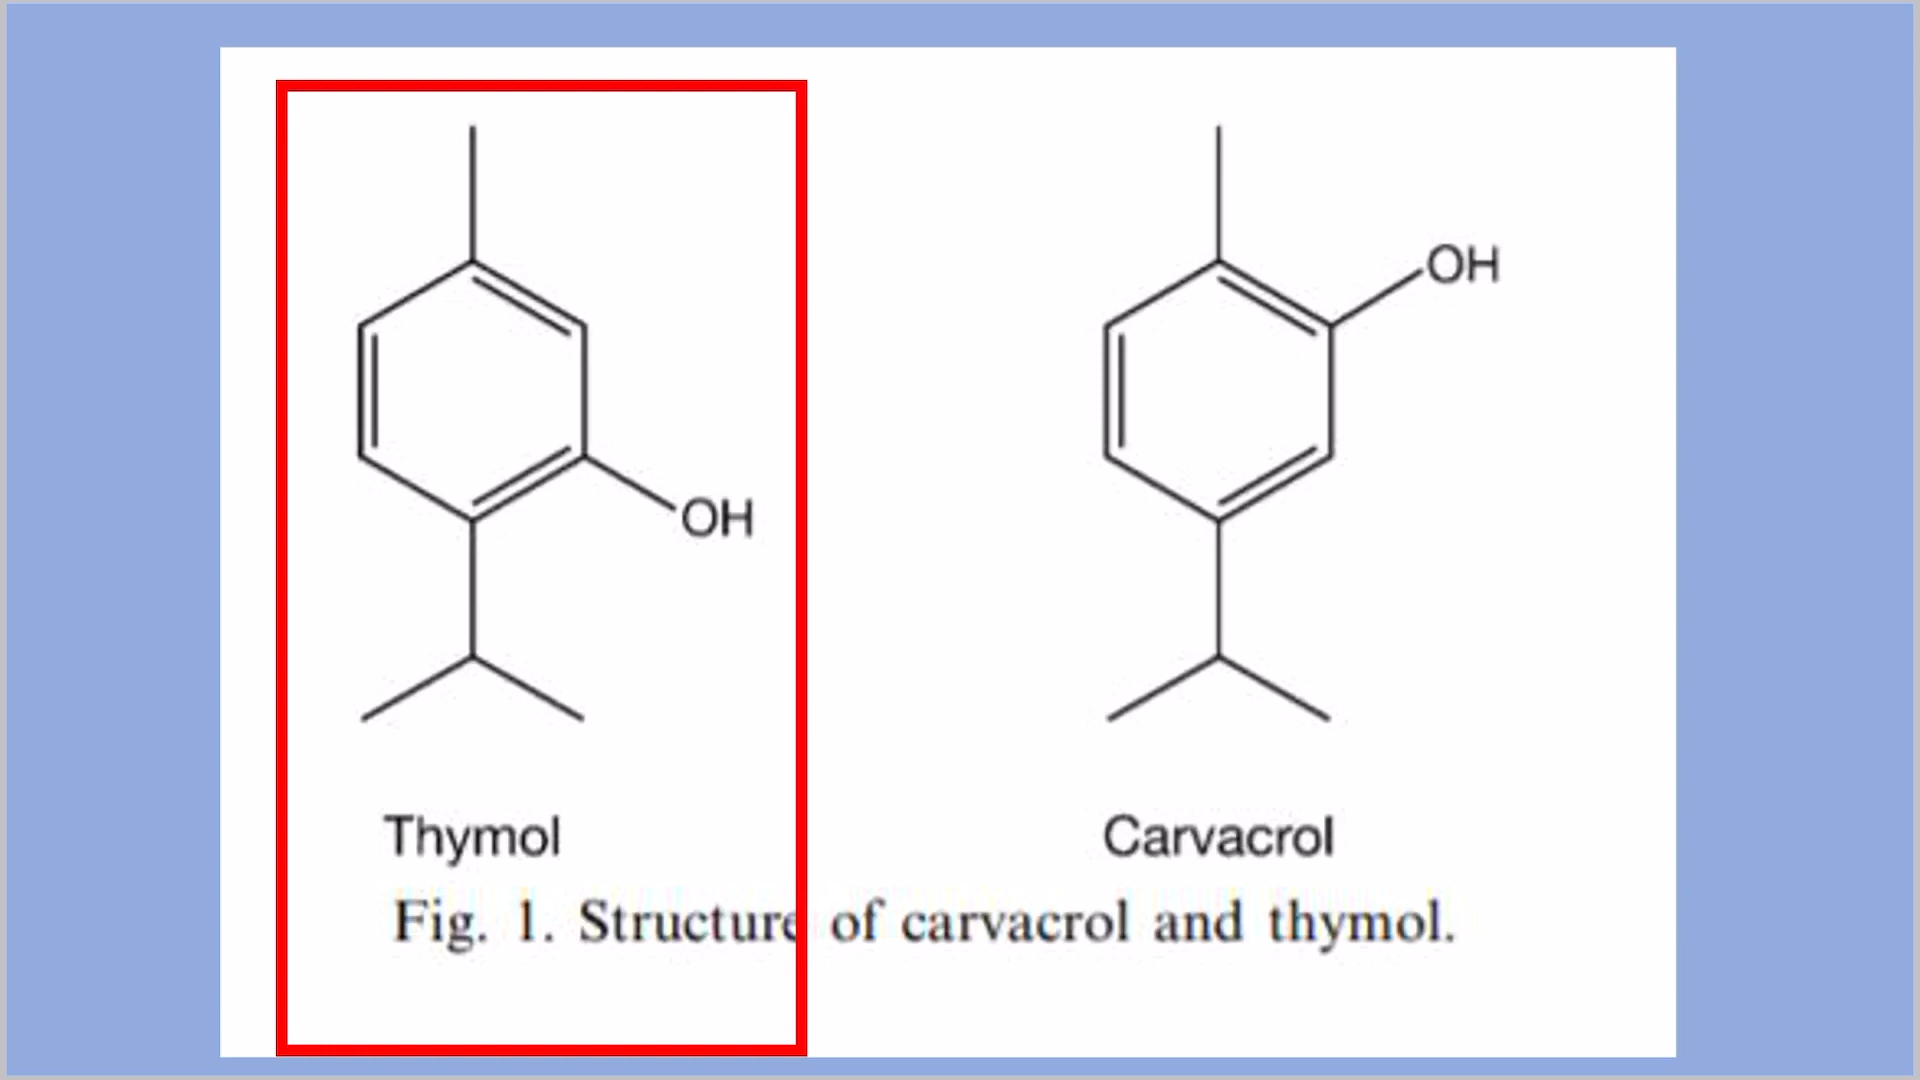 OH
OH
Thymol
Carvacrol
Fig. 1. Structure of carvacrol and thymol.